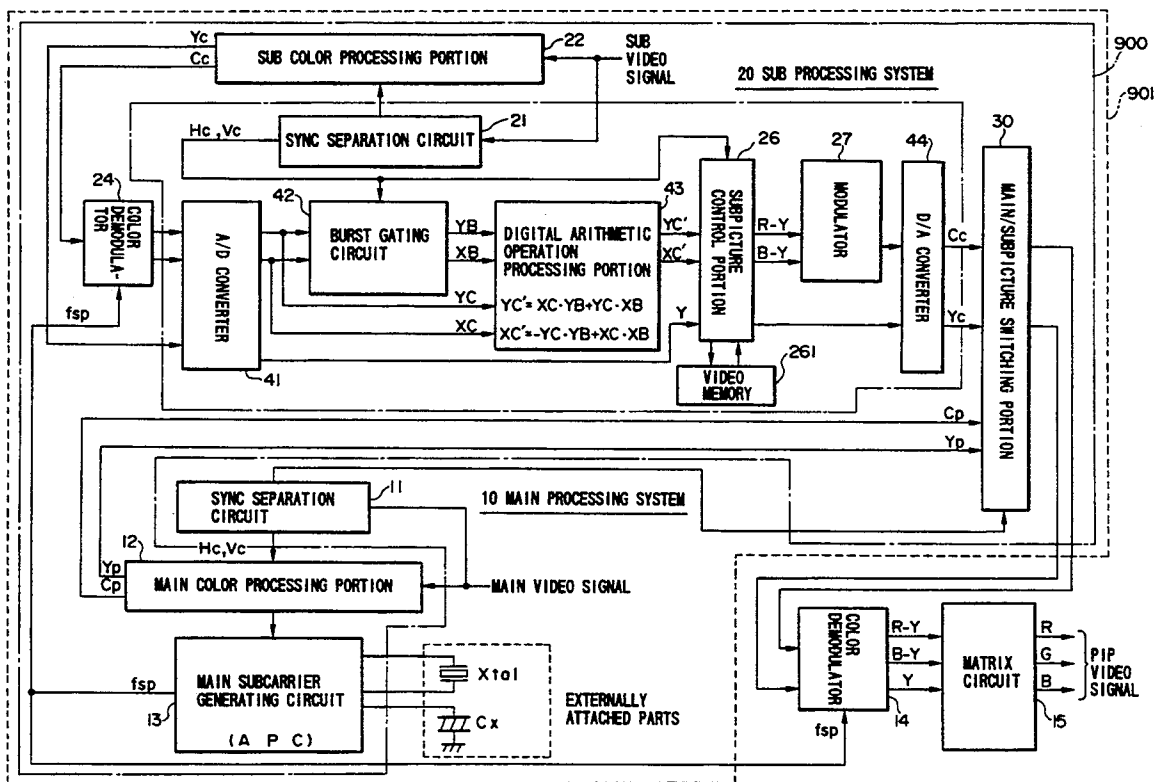 Yc
Cc
22
SUB COLOR PROCESSING PORTION
SUB
VIDEO
SIGNAL
20 SUB PROCESSING SYSTEM
900
901
Hc,Vc
SYNC SEPARATION CIRCUIT
21
26
27
44
30
24
COLOR
DEMODULA-
TOR
fsp
A/D CONVERTER
41
42
BURST GATING
CIRCUIT
YB
XB
YC
XC
43
DIGITAL ARITHMETIC
OPERATION
PROCESSING PORTION
YC'=XC·YB+YC·XB
XC'=-YC·YB+XC·XB
YC'
XC'
Y
SUBPICTURE
CONTROL PORTION
R-Y
B-Y
MODULATOR
D/A CONVERTER
Cc
Yc
MAIN/SUBPICTURE SWITCHING PORTION
VIDEO
MEMORY
261
Cp
Yp
SYNC SEPARATION
CIRCUIT
11
10 MAIN PROCESSING SYSTEM
12
Hc,Vc
Yp
Cp
MAIN COLOR PROCESSING PORTION
MAIN VIDEO SIGNAL
fsp
13
MAIN SUBCARRIER
GENERATING CIRCUIT
(A P C)
Xtal
Cx
EXTERNALLY
ATTACHED PARTS
COLOR
DEMODULATOR
fsp
14
R-Y
B-Y
Y
MATRIX
CIRCUIT
15
R
G
B
PIP
VIDEO
SIGNAL